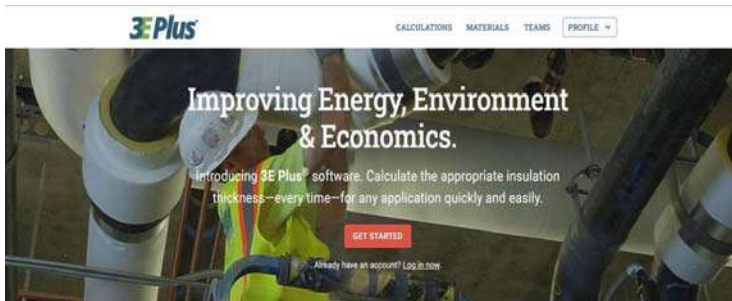 3E Plus®
CALCULATIONS MATERIALS TEAMS PROFILE
Improving Energy, Environment
& Economics.
Introducing 3E Plus® software. Calculate the appropriate insulation
thickness—every time—for any application quickly and easily.
GET STARTED
Already have an account? Log in now.